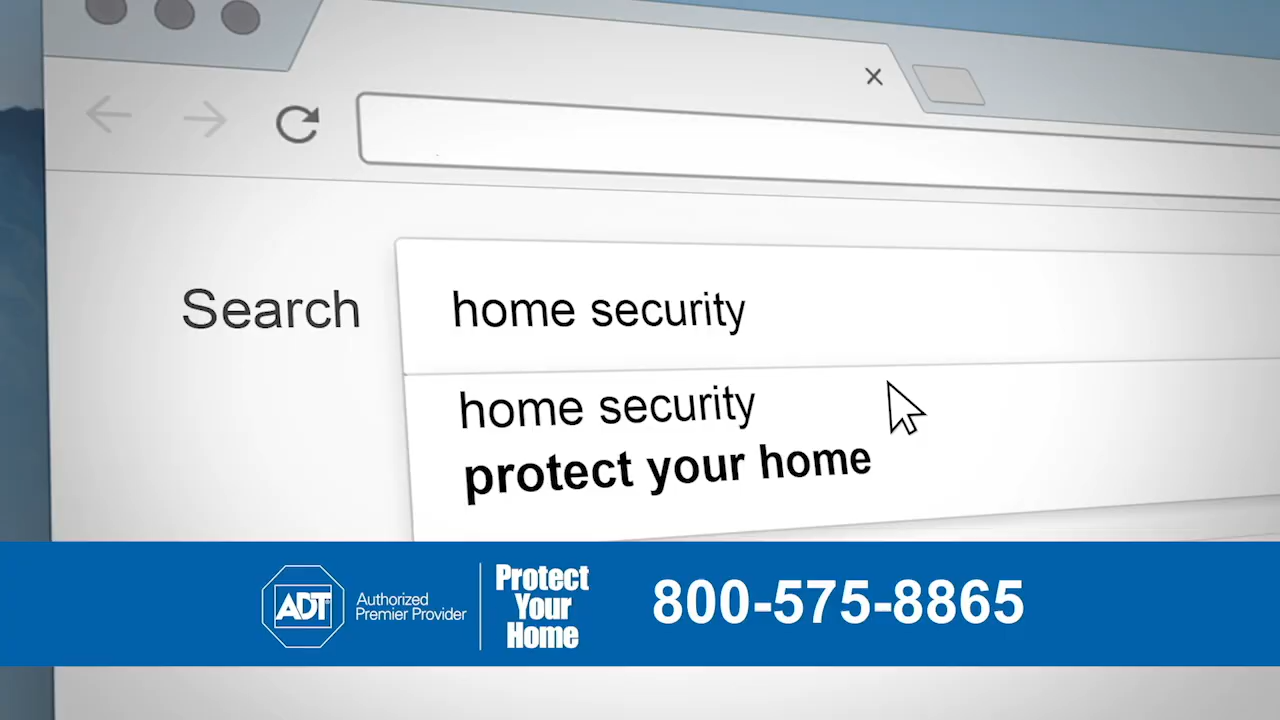 Search
home security
home security
protect your home
ADT
Authorized
Premier Provider
Protect
Your
Home
800-575-8865